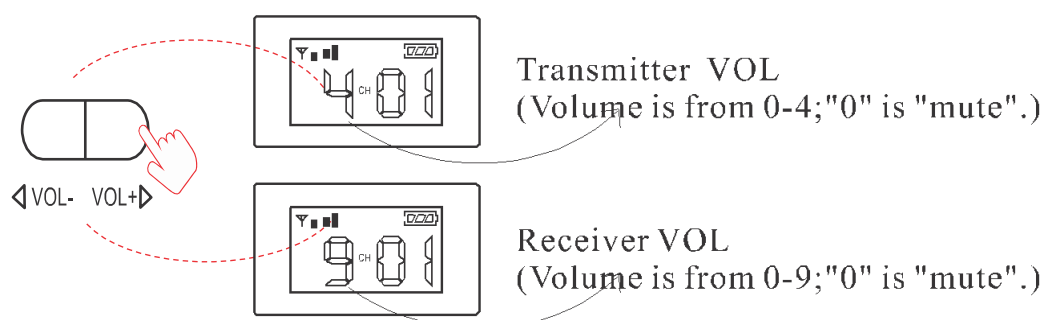 4 CH 01
Transmitter VOL
(Volume is from 0-4;"0" is "mute".)
VOL- VOL+
9 CH 01
Receiver VOL
(Volume is from 0-9;"0" is "mute".)